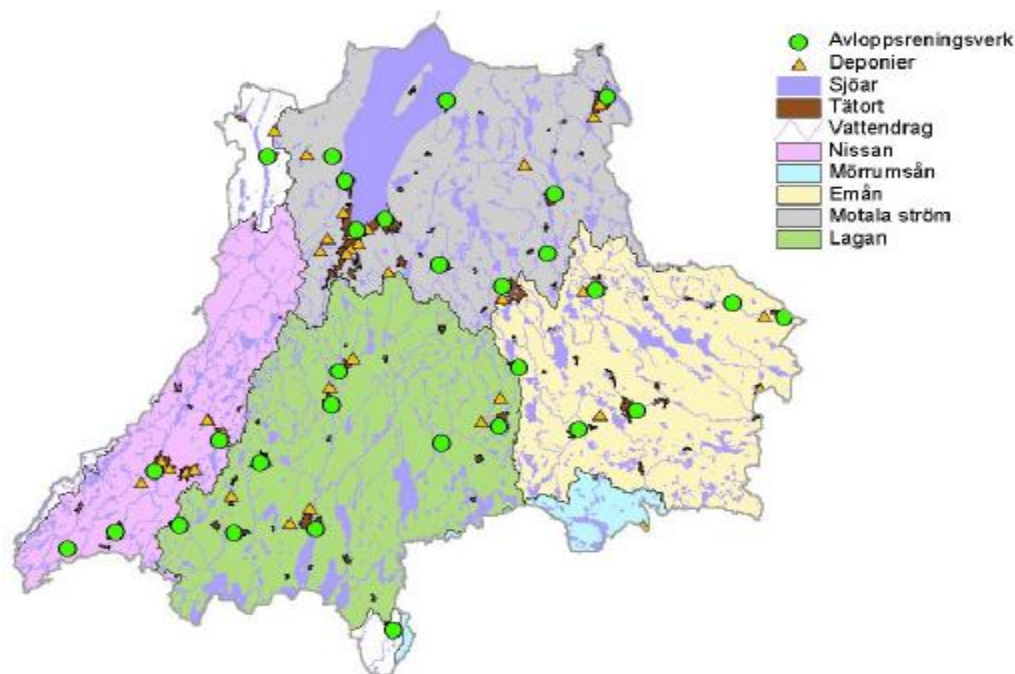 Avloppsreningsverk
Deponier
Sjöar
Tätort
Vattendrag
Nissan
Mörrumsån
Emån
Motala ström
Lagan